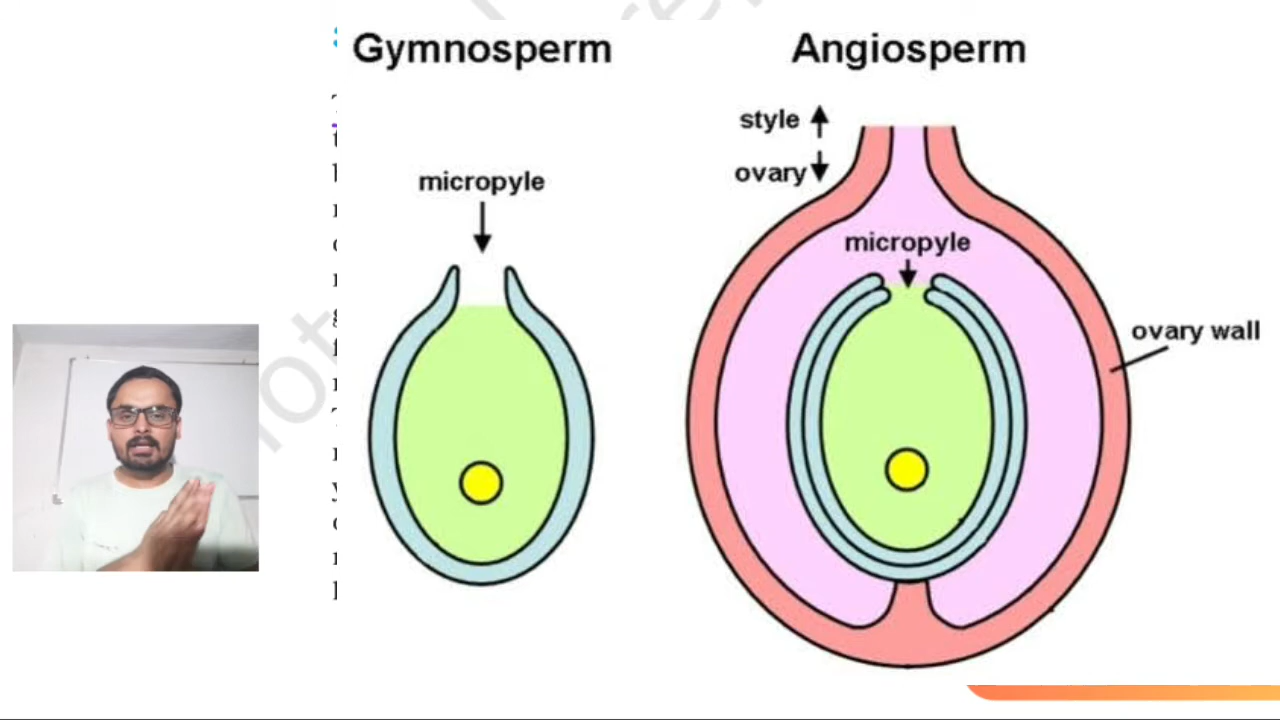 Gymnosperm
Angiosperm
style
ovary
micropyle
micropyle
ovary wall